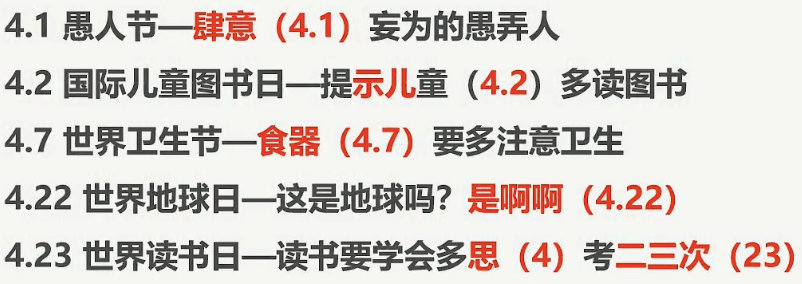 4.1 愚人节—肆意（4.1）妄为的愚弄人
4.2 国际儿童图书日—提示儿童（4.2）多读图书
4.7 世界卫生节—食器（4.7）要多注意卫生
4.22 世界地球日—这是地球吗？是啊啊（4.22）
4.23 世界读书日—读书要学会多思（4）考二三次（23）